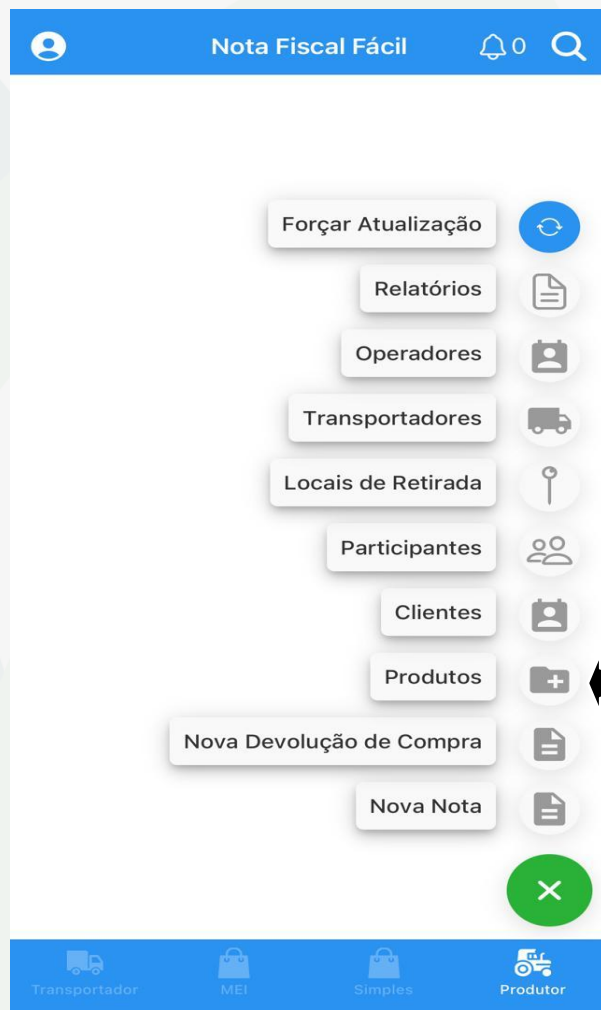 Nota Fiscal Fácil 0
Forçar Atualização
Relatórios
Operadores
Transportadores
Locais de Retirada
Participantes
Clientes
Produtos
Nova Devolução de Compra
Nova Nota
Transportador MEI Simples Produtor